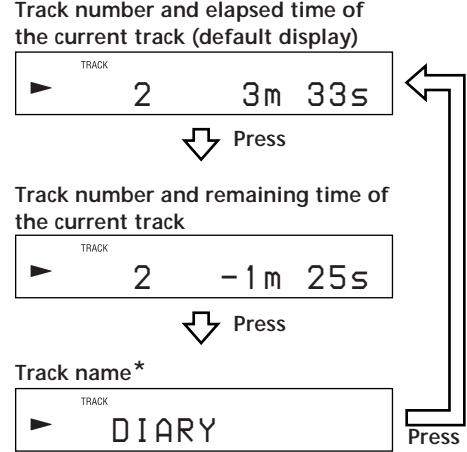 Track number and elapsed time of
the current track (default display)
TRACK
2 3m 33s
Press
Track number and remaining time of
the current track
TRACK
2 -1m 25s
Press
Track name*
TRACK
DIARY
Press